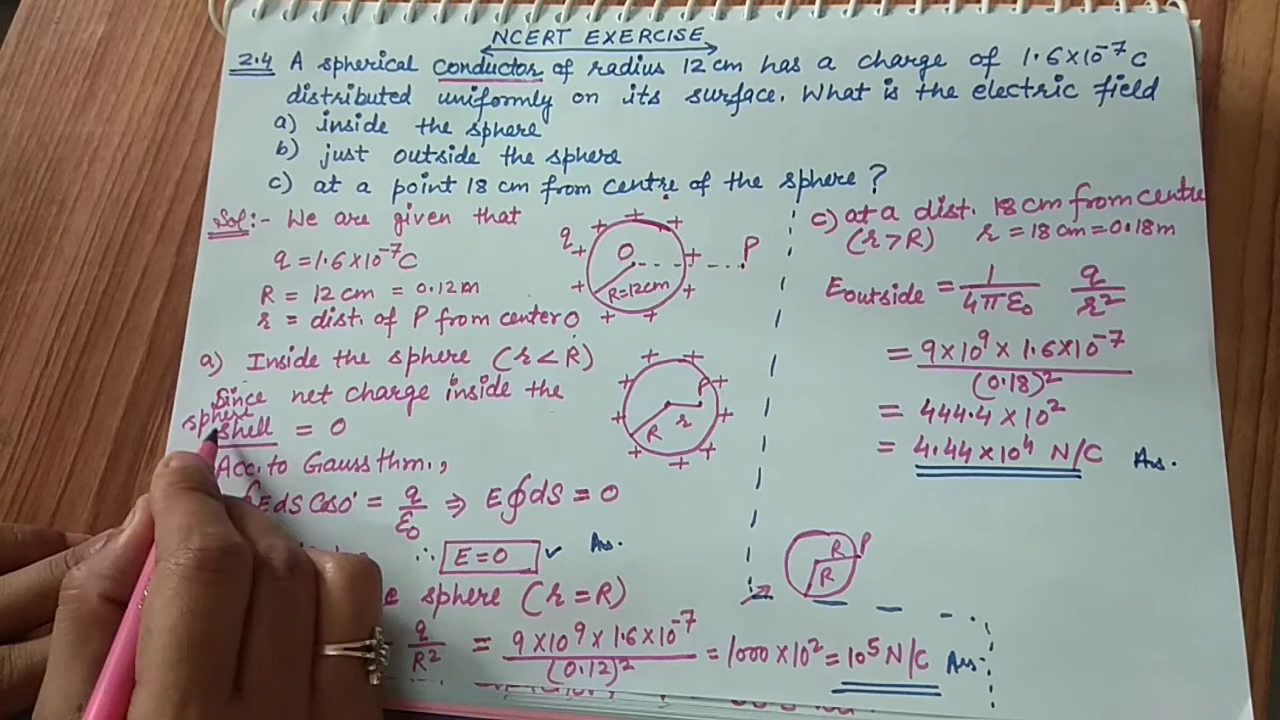 NCERT EXERCISE
2.4 A spherical conductor of radius 12 cm has a charge of 1.6×10⁻⁷ C
distributed uniformly on its surface. What is the electric field
a) inside the sphere
b) just outside the sphere
c) at a point 18 cm from centre of the sphere?
Sol:- We are given that
q = 1.6×10⁻⁷ C
R = 12 cm = 0.12 m
r = dist. of P from center O
q
O
P
R=12cm
a) Inside the sphere (r < R)
Since net charge inside the
sphere
shell = 0
Acc. to Gauss thm.,
∮EdS Cos0° = q/ε₀ ⇒ E∮dS = 0
∴ E = 0 ✓ Ans.
R
r
P
sphere (r = R)
q/R² = 9×10⁹×1.6×10⁻⁷/(0.12)² = 1000×10² = 10⁵ N/C Ans.
c) at a dist. 18 cm from centre
(r > R) r = 18 cm = 0.18 m
Eoutside = 1/4πε₀ q/r²
= 9×10⁹×1.6×10⁻⁷/(0.18)²
= 444.4×10²
= 4.44×10⁴ N/C Ans.
R
P
R